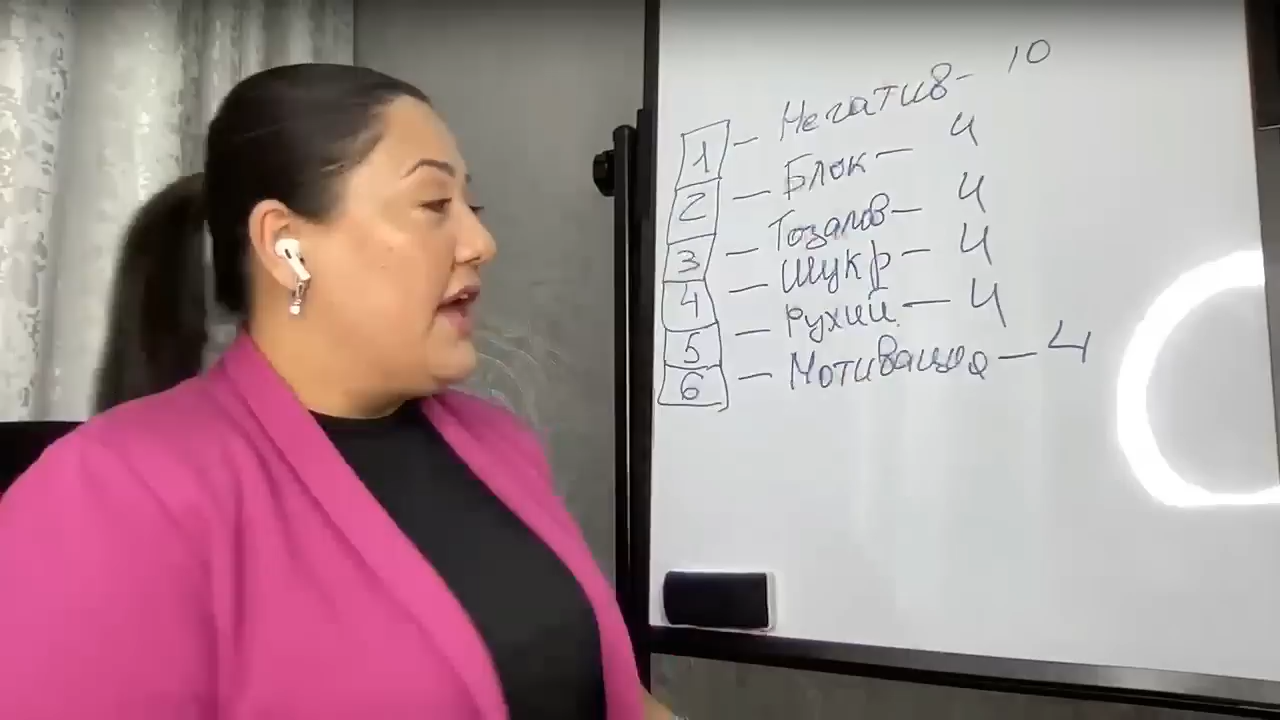 1 — Негатив — 10
2 — Блок — 4
3 — Тозалов — 4
4 — Шукр — 4
5 — Рухий — 4
6 — Мотивация — 4